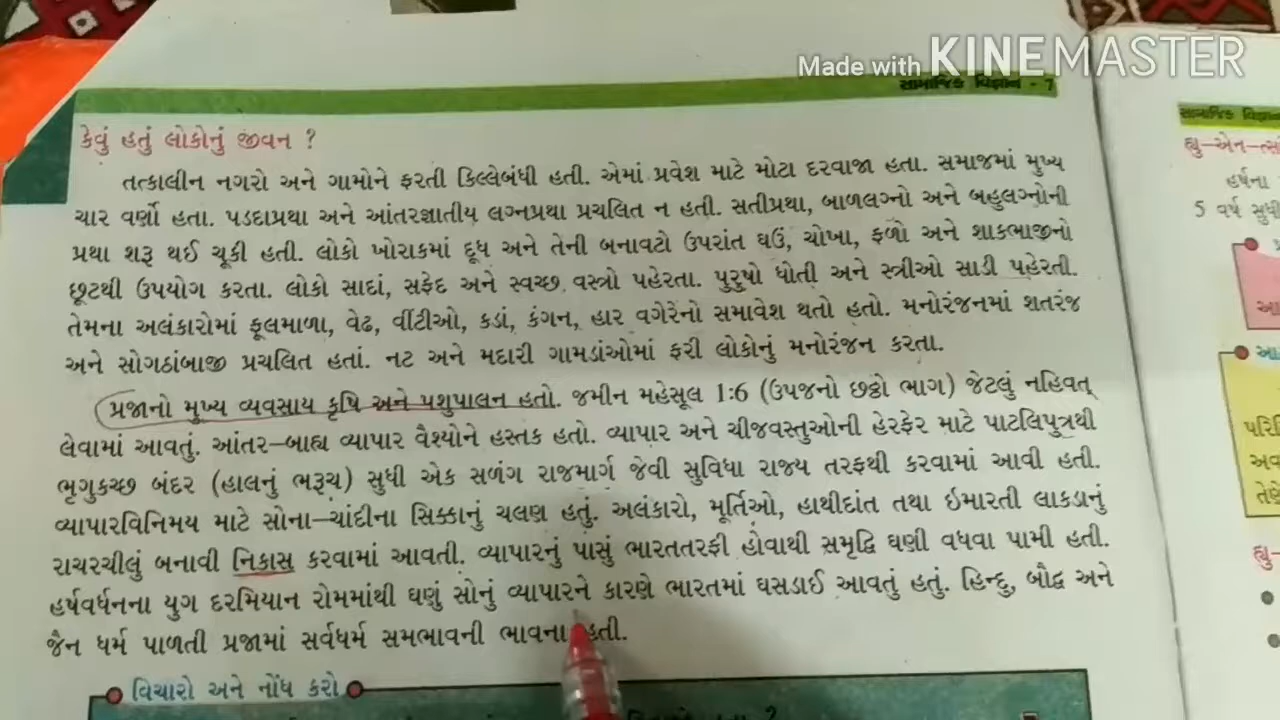 Made with KINEMASTER
સામાજિક વિજ્ઞાન - 7
કેવું હતું લોકોનું જીવન ?
તત્કાલીન નગરો અને ગામોને ફરતી કિલ્લેબંધી હતી. એમાં પ્રવેશ માટે મોટા દરવાજા હતા. સમાજમાં મુખ્ય
ચાર વર્ણો હતા. પડદાપ્રથા અને આંતરજ્ઞાતીય લગ્નપ્રથા પ્રચલિત ન હતી. સતીપ્રથા, બાળલગ્નો અને બહુલગ્નોની
પ્રથા શરૂ થઈ ચૂકી હતી. લોકો ખોરાકમાં દૂધ અને તેની બનાવટો ઉપરાંત ઘઉં, ચોખા, ફળો અને શાકભાજીનો
છૂટથી ઉપયોગ કરતા. લોકો સાદાં, સફેદ અને સ્વચ્છ વસ્ત્રો પહેરતા. પુરુષો ધોતી અને સ્ત્રીઓ સાડી પહેરતી.
તેમના અલંકારોમાં ફૂલમાળા, વેઢ, વીંટીઓ, કડાં, કંગન, હાર વગેરેનો સમાવેશ થતો હતો. મનોરંજનમાં શતરંજ
અને સોગઠાંબાજી પ્રચલિત હતાં. નટ અને મદારી ગામડાંઓમાં ફરી લોકોનું મનોરંજન કરતા.
પ્રજાનો મુખ્ય વ્યવસાય કૃષિ અને પશુપાલન હતો. જમીન મહેસૂલ 1:6 (ઉપજનો છઠ્ઠો ભાગ) જેટલું નહિવત્
લેવામાં આવતું. આંતર-બાહ્ય વ્યાપાર વૈશ્યોને હસ્તક હતો. વ્યાપાર અને ચીજવસ્તુઓની હેરફેર માટે પાટલિપુત્રથી
ભૃગુકચ્છ બંદર (હાલનું ભરૂચ) સુધી એક સળંગ રાજમાર્ગ જેવી સુવિધા રાજ્ય તરફથી કરવામાં આવી હતી.
વ્યાપારવિનિમય માટે સોના-ચાંદીના સિક્કાનું ચલણ હતું. અલંકારો, મૂર્તિઓ, હાથીદાંત તથા ઇમારતી લાકડાનું
રાચરચીલું બનાવી નિકાસ કરવામાં આવતી. વ્યાપારનું પાસું ભારતતરફી હોવાથી સમૃદ્ધિ ઘણી વધવા પામી હતી.
હર્ષવર્ધનના યુગ દરમિયાન રોમમાંથી ઘણું સોનું વ્યાપારને કારણે ભારતમાં ઘસડાઈ આવતું હતું. હિન્દુ, બૌદ્ધ અને
જૈન ધર્મ પાળતી પ્રજામાં સર્વધર્મ સમભાવની ભાવના હતી.
વિચારો અને નોંધ કરો
સામાજિક વિજ્ઞાન
હ્યુ-એન-ત્સાં
હર્ષના
5 વર્ષ સુધી